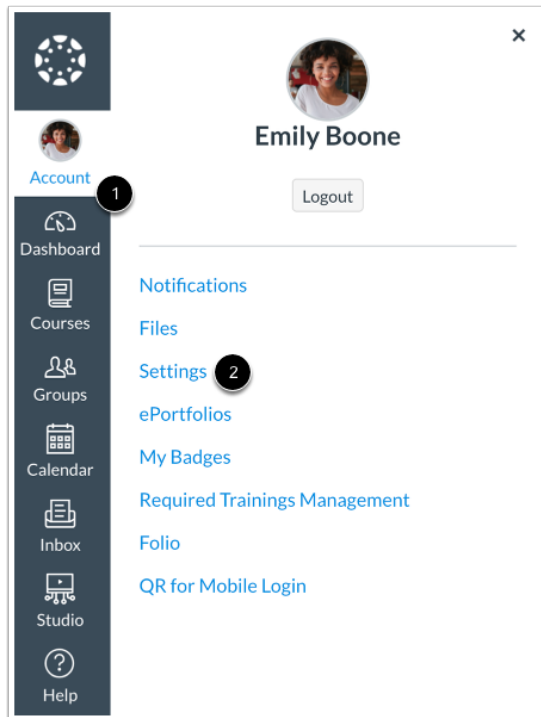 ×
Emily Boone
Account
1
Logout
Dashboard
Notifications
Courses
Files
Settings 2
Groups
ePortfolios
My Badges
Calendar
Required Trainings Management
Inbox
Folio
QR for Mobile Login
Studio
Help